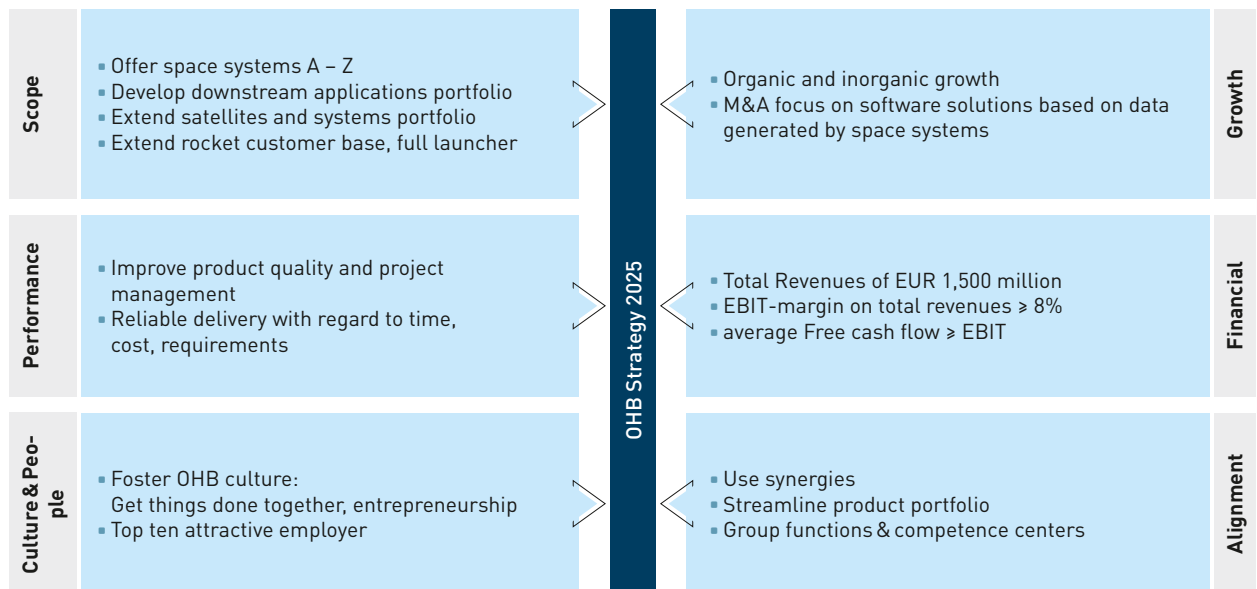 Scope
▪ Offer space systems A – Z
▪ Develop downstream applications portfolio
▪ Extend satellites and systems portfolio
▪ Extend rocket customer base, full launcher
Performance
▪ Improve product quality and project
management
▪ Reliable delivery with regard to time,
cost, requirements
Culture & Peo-
ple
▪ Foster OHB culture:
Get things done together, entrepreneurship
▪ Top ten attractive employer
OHB Strategy 2025
▪ Organic and inorganic growth
▪ M&A focus on software solutions based on data
generated by space systems
Growth
▪ Total Revenues of EUR 1,500 million
▪ EBIT-margin on total revenues ⩾ 8%
▪ average Free cash flow ⩾ EBIT
Financial
▪ Use synergies
▪ Streamline product portfolio
▪ Group functions & competence centers
Alignment